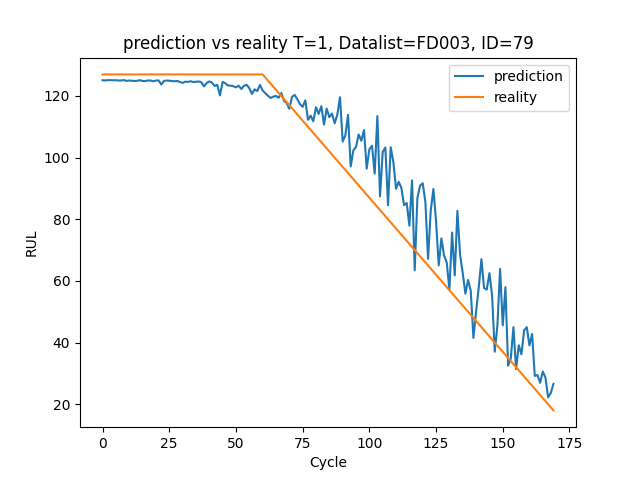 prediction vs reality T=1, Datalist=FD003, ID=79
prediction
reality
RUL
120
100
80
60
40
20
0 25 50 75 100 125 150 175
Cycle